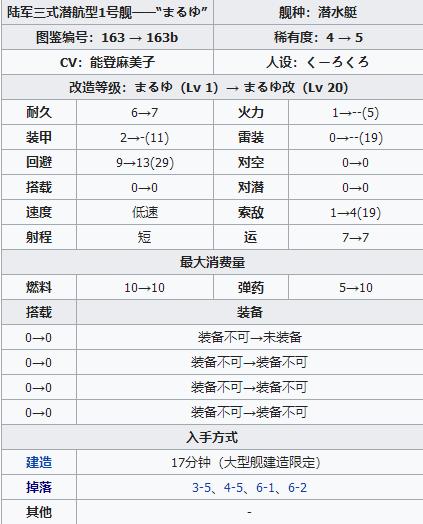 陆军三式潜航型1号舰——“まるゆ” 舰种：潜水艇
图鉴编号：163 → 163b 稀有度：4 → 5
CV：能登麻美子 人设：くーろくろ
改造等级：まるゆ（Lv 1）→ まるゆ改（Lv 20）
耐久 6→7 火力 1→--(5)
装甲 2→-(11) 雷装 0→--(19)
回避 9→13(29) 对空 0→0
搭载 0→0 对潜 0→0
速度 低速 索敌 1→4(19)
射程 短 运 7→7
最大消费量
燃料 10→10 弹药 5→10
搭载 装备
0→0 装备不可→未装备
0→0 装备不可→装备不可
0→0 装备不可→装备不可
0→0 装备不可→装备不可
入手方式
建造 17分钟（大型舰建造限定）
掉落 3-5、4-5、6-1、6-2
其他 -